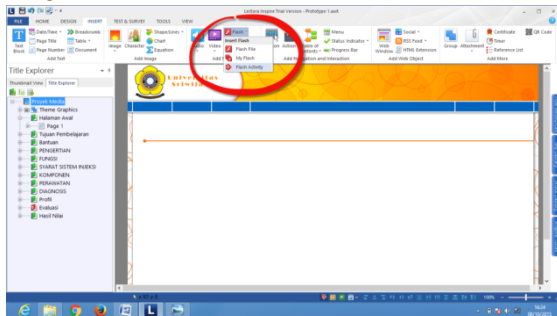 Lectora Inspire Trial Version - Prototype 1.awt
FILE HOME DESIGN INSERT TEST & SURVEY TOOLS VIEW
Text Block
Date/Time
Page Title
Page Number
Breadcrumb
Table
Document
Add Text
Image
Character
Shape/Lines
Chart
Equation
Add Image
Video
Flash
Insert Flash
Flash File
My Flash
Flash Activity
Action
Menu
Status Indicator
Progress Bar
Add Navigation and Interaction
Web Window
Social
RSS Feed
HTML Extension
Add Web Object
Group
Attachment
Certificate
Timer
Reference List
QR Code
Add More
Title Explorer
Thumbnail View
Title Explorer
Proyek Media
Theme Graphics
Halaman Awal
Page 1
Tujuan Pembelajaran
Bantuan
PENGERTIAN
FUNGSI
SYARAT SISTEM INJEKSI
KOMPONEN
PERAWATAN
DIAGNOSIS
Profil
Evaluasi
Hasil Nilai
Universitas
100%